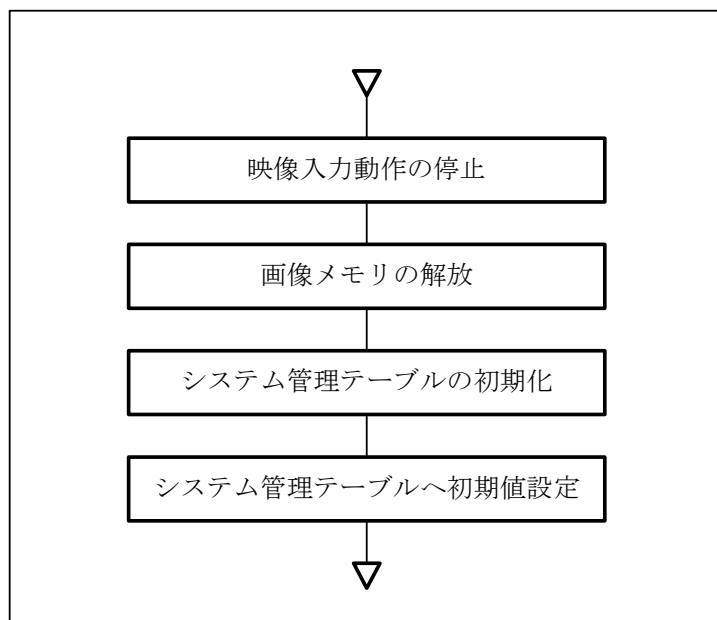 映像入力動作の停止
画像メモリの解放
システム管理テーブルの初期化
システム管理テーブルへ初期値設定